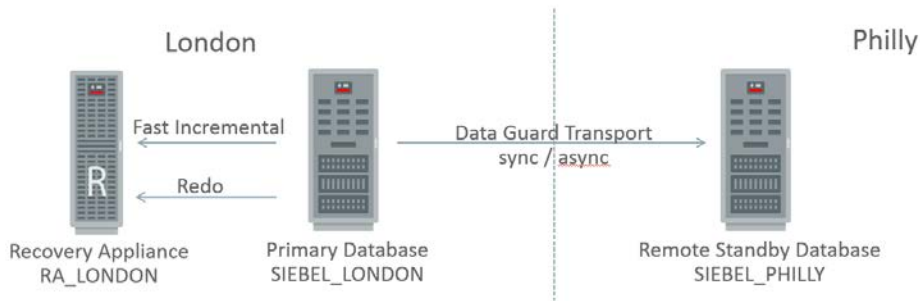 London
Philly
Fast Incremental
Data Guard Transport
sync / async
Redo
R
Recovery Appliance
RA_LONDON
Primary Database
SIEBEL_LONDON
Remote Standby Database
SIEBEL_PHILLY